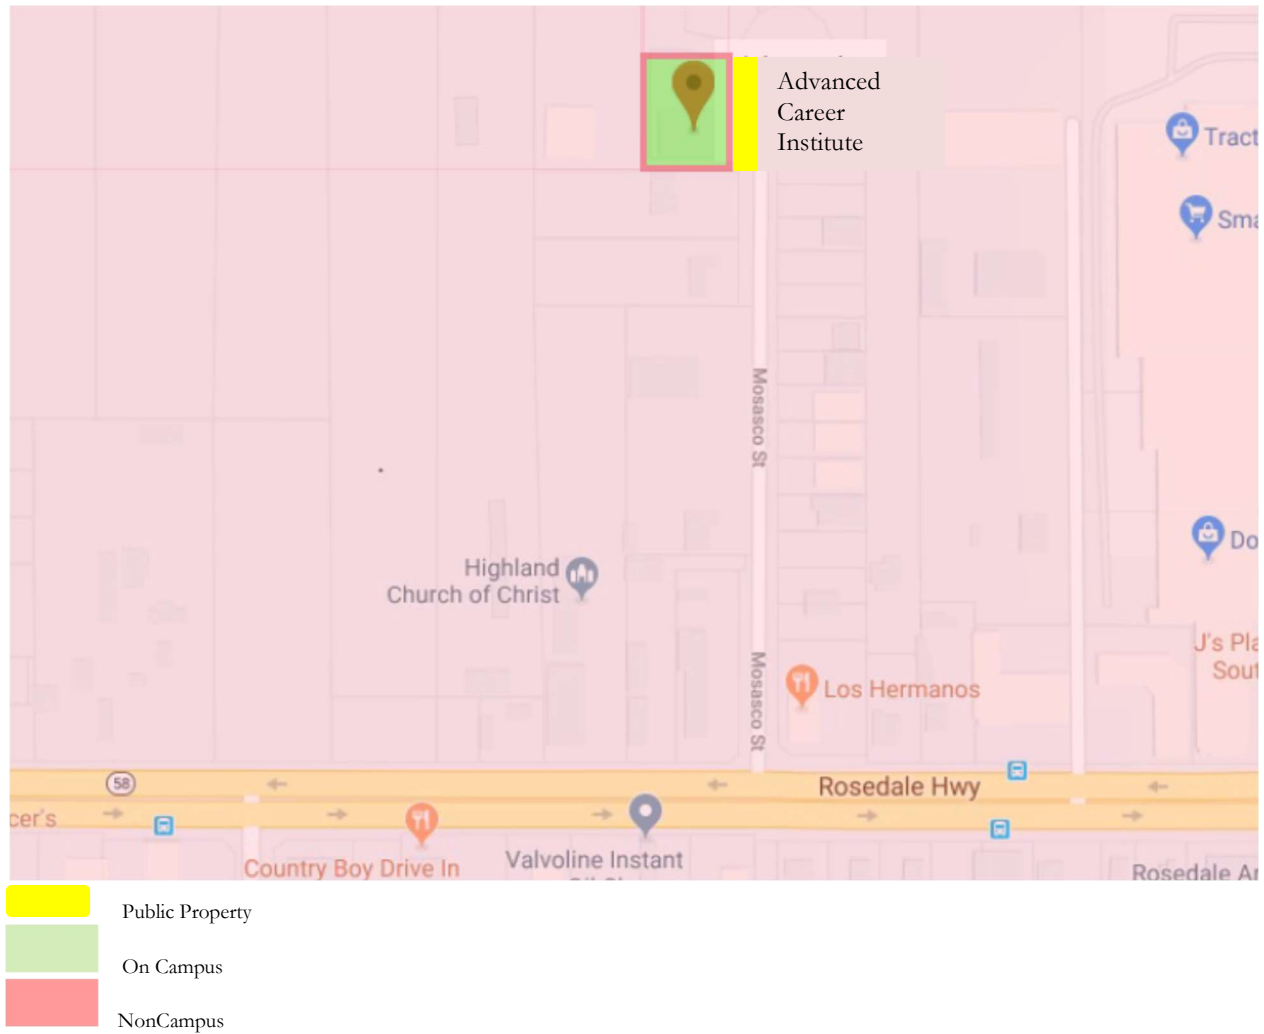 Advanced
Career
Institute
Tract
Sma
Mosasco St
Do
Highland
Church of Christ
J's Pla
Sout
Mosasco St
Los Hermanos
58
Rosedale Hwy
cer's
Country Boy Drive In
Valvoline Instant
Rosedale Ar
Public Property
On Campus
NonCampus